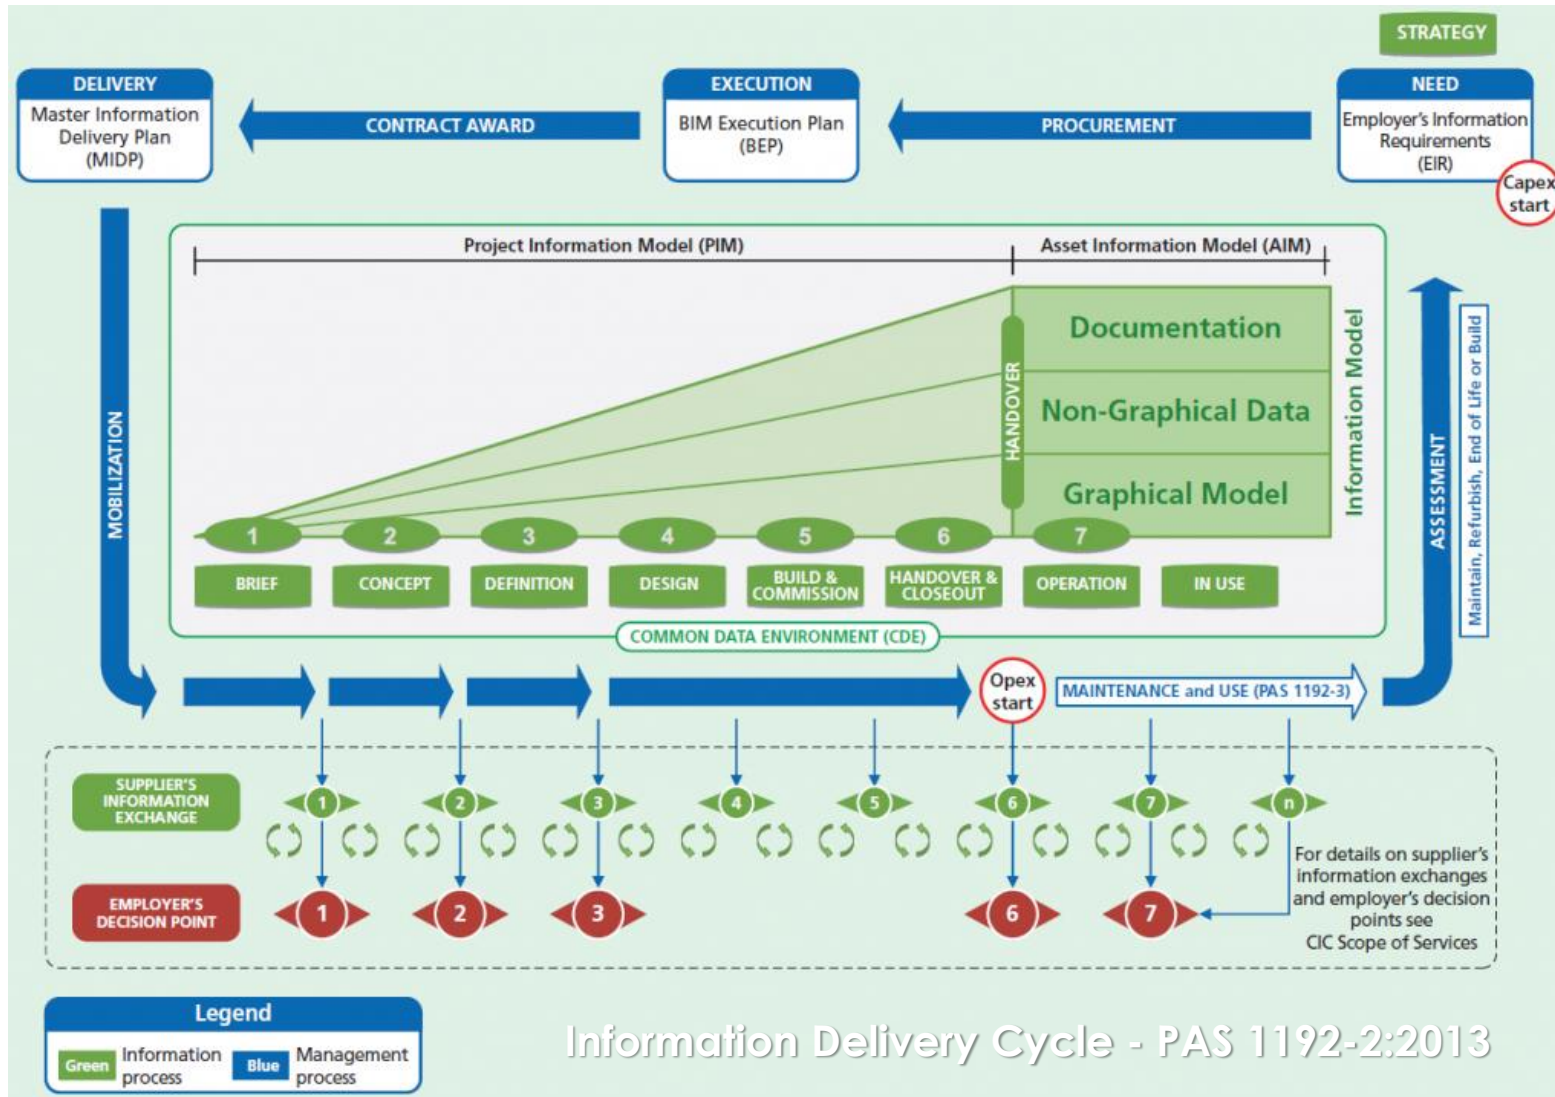 STRATEGY
DELIVERY
Master Information
Delivery Plan
(MIDP)
CONTRACT AWARD
EXECUTION
BIM Execution Plan
(BEP)
PROCUREMENT
NEED
Employer's Information
Requirements
(EIR)
Capex
start
MOBILIZATION
Project Information Model (PIM)
Asset Information Model (AIM)
Documentation
Non-Graphical Data
Graphical Model
HANDOVER
Information Model
1
2
3
4
5
6
7
BRIEF
CONCEPT
DEFINITION
DESIGN
BUILD &
COMMISSION
HANDOVER &
CLOSEOUT
OPERATION
IN USE
COMMON DATA ENVIRONMENT (CDE)
ASSESSMENT
Maintain, Refurbish, End of Life or Build
Opex
start
MAINTENANCE and USE (PAS 1192-3)
SUPPLIER'S
INFORMATION
EXCHANGE
1
2
3
4
5
6
7
n
EMPLOYER'S
DECISION POINT
1
2
3
6
7
For details on supplier's
information exchanges
and employer's decision
points see
CIC Scope of Services
Legend
Green
Information
process
Blue
Management
process
Information Delivery Cycle - PAS 1192-2:2013